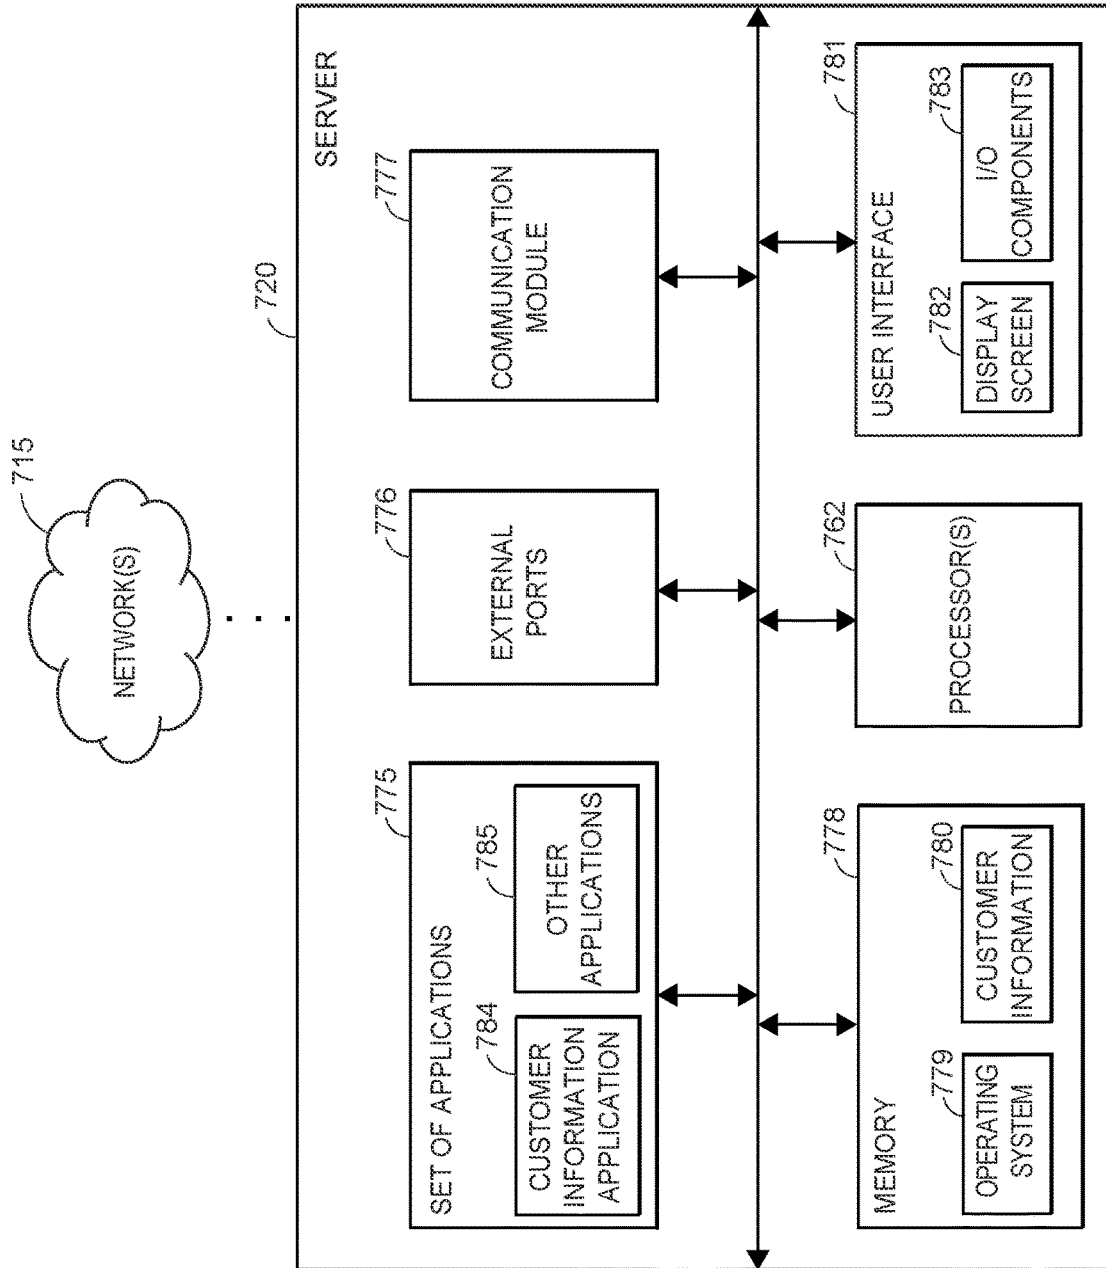 NETWORK(S)
715
720
SERVER
775
SET OF APPLICATIONS
784
CUSTOMER
INFORMATION
APPLICATION
785
OTHER
APPLICATIONS
776
EXTERNAL
PORTS
777
COMMUNICATION
MODULE
778
MEMORY
779
OPERATING
SYSTEM
780
CUSTOMER
INFORMATION
762
PROCESSOR(S)
781
USER INTERFACE
782
DISPLAY
SCREEN
783
I/O
COMPONENTS